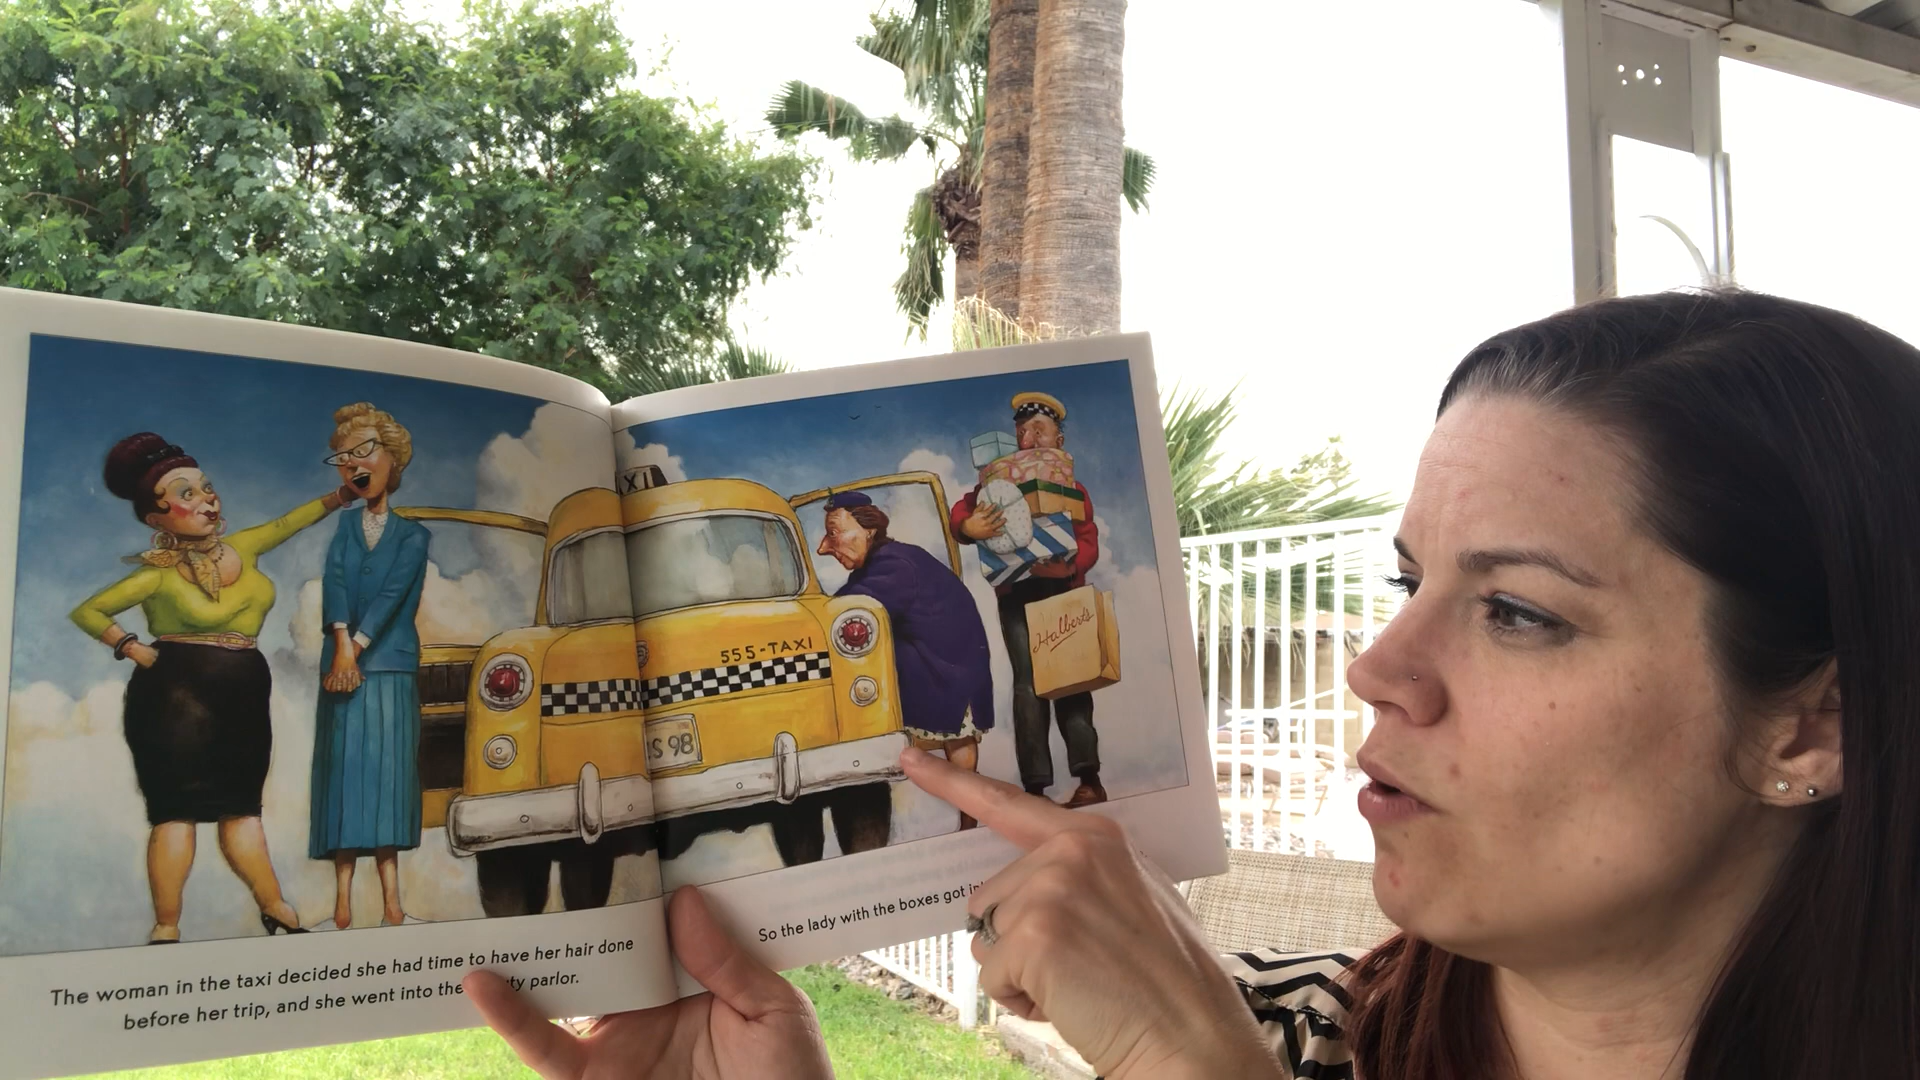 XI
555-TAXI
S 98
Halbert's
The woman in the taxi decided she had time to have her hair done
before her trip, and she went into the parlor.
So the lady with the boxes got